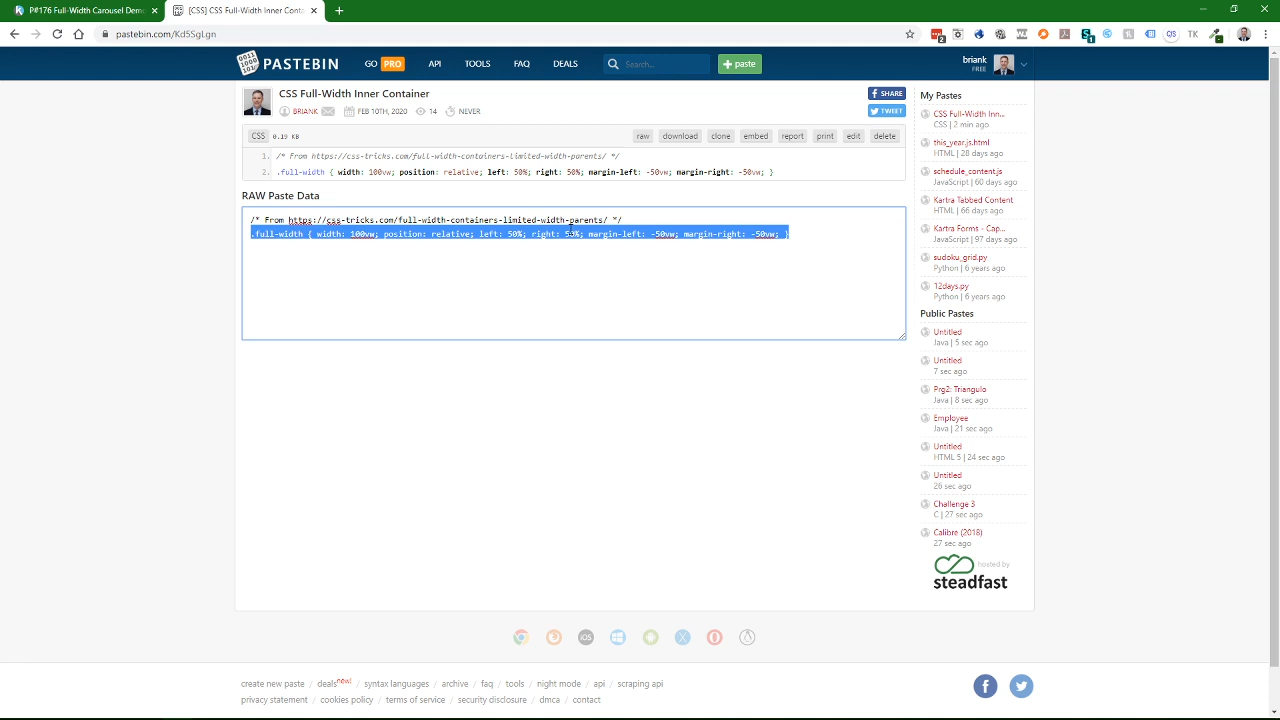 P#176 Full-Width Carousel Demo
[CSS] CSS Full-Width Inner Conta
pastebin.com/Kd5SgLgn
PASTEBIN
GO PRO
API
TOOLS
FAQ
DEALS
Search...
+ paste
briank
FREE
CSS Full-Width Inner Container
SHARE
BRIANK
FEB 10TH, 2020
14
NEVER
TWEET
CSS 0.19 KB
raw
download
clone
embed
report
print
edit
delete
1. /* From https://css-tricks.com/full-width-containers-limited-width-parents/ */
2. .full-width { width: 100vw; position: relative; left: 50%; right: 50%; margin-left: -50vw; margin-right: -50vw; }
RAW Paste Data
/* From https://css-tricks.com/full-width-containers-limited-width-parents/ */
.full-width { width: 100vw; position: relative; left: 50%; right: 50%; margin-left: -50vw; margin-right: -50vw; }
My Pastes
CSS Full-Width Inn...
CSS | 2 min ago
this_year.js.html
HTML | 28 days ago
schedule_content.js
JavaScript | 60 days ago
Kartra Tabbed Content
HTML | 66 days ago
Kartra Forms - Cap...
JavaScript | 97 days ago
sudoku_grid.py
Python | 6 years ago
12days.py
Python | 6 years ago
Public Pastes
Untitled
Java | 5 sec ago
Untitled
7 sec ago
Prg2: Triangulo
Java | 8 sec ago
Employee
Java | 21 sec ago
Untitled
HTML 5 | 24 sec ago
Untitled
26 sec ago
Challenge 3
C | 27 sec ago
Calibre (2018)
27 sec ago
hosted by
steadfast
iOS
create new paste / deals new! / syntax languages / archive / faq / tools / night mode / api / scraping api
privacy statement / cookies policy / terms of service / security disclosure / dmca / contact